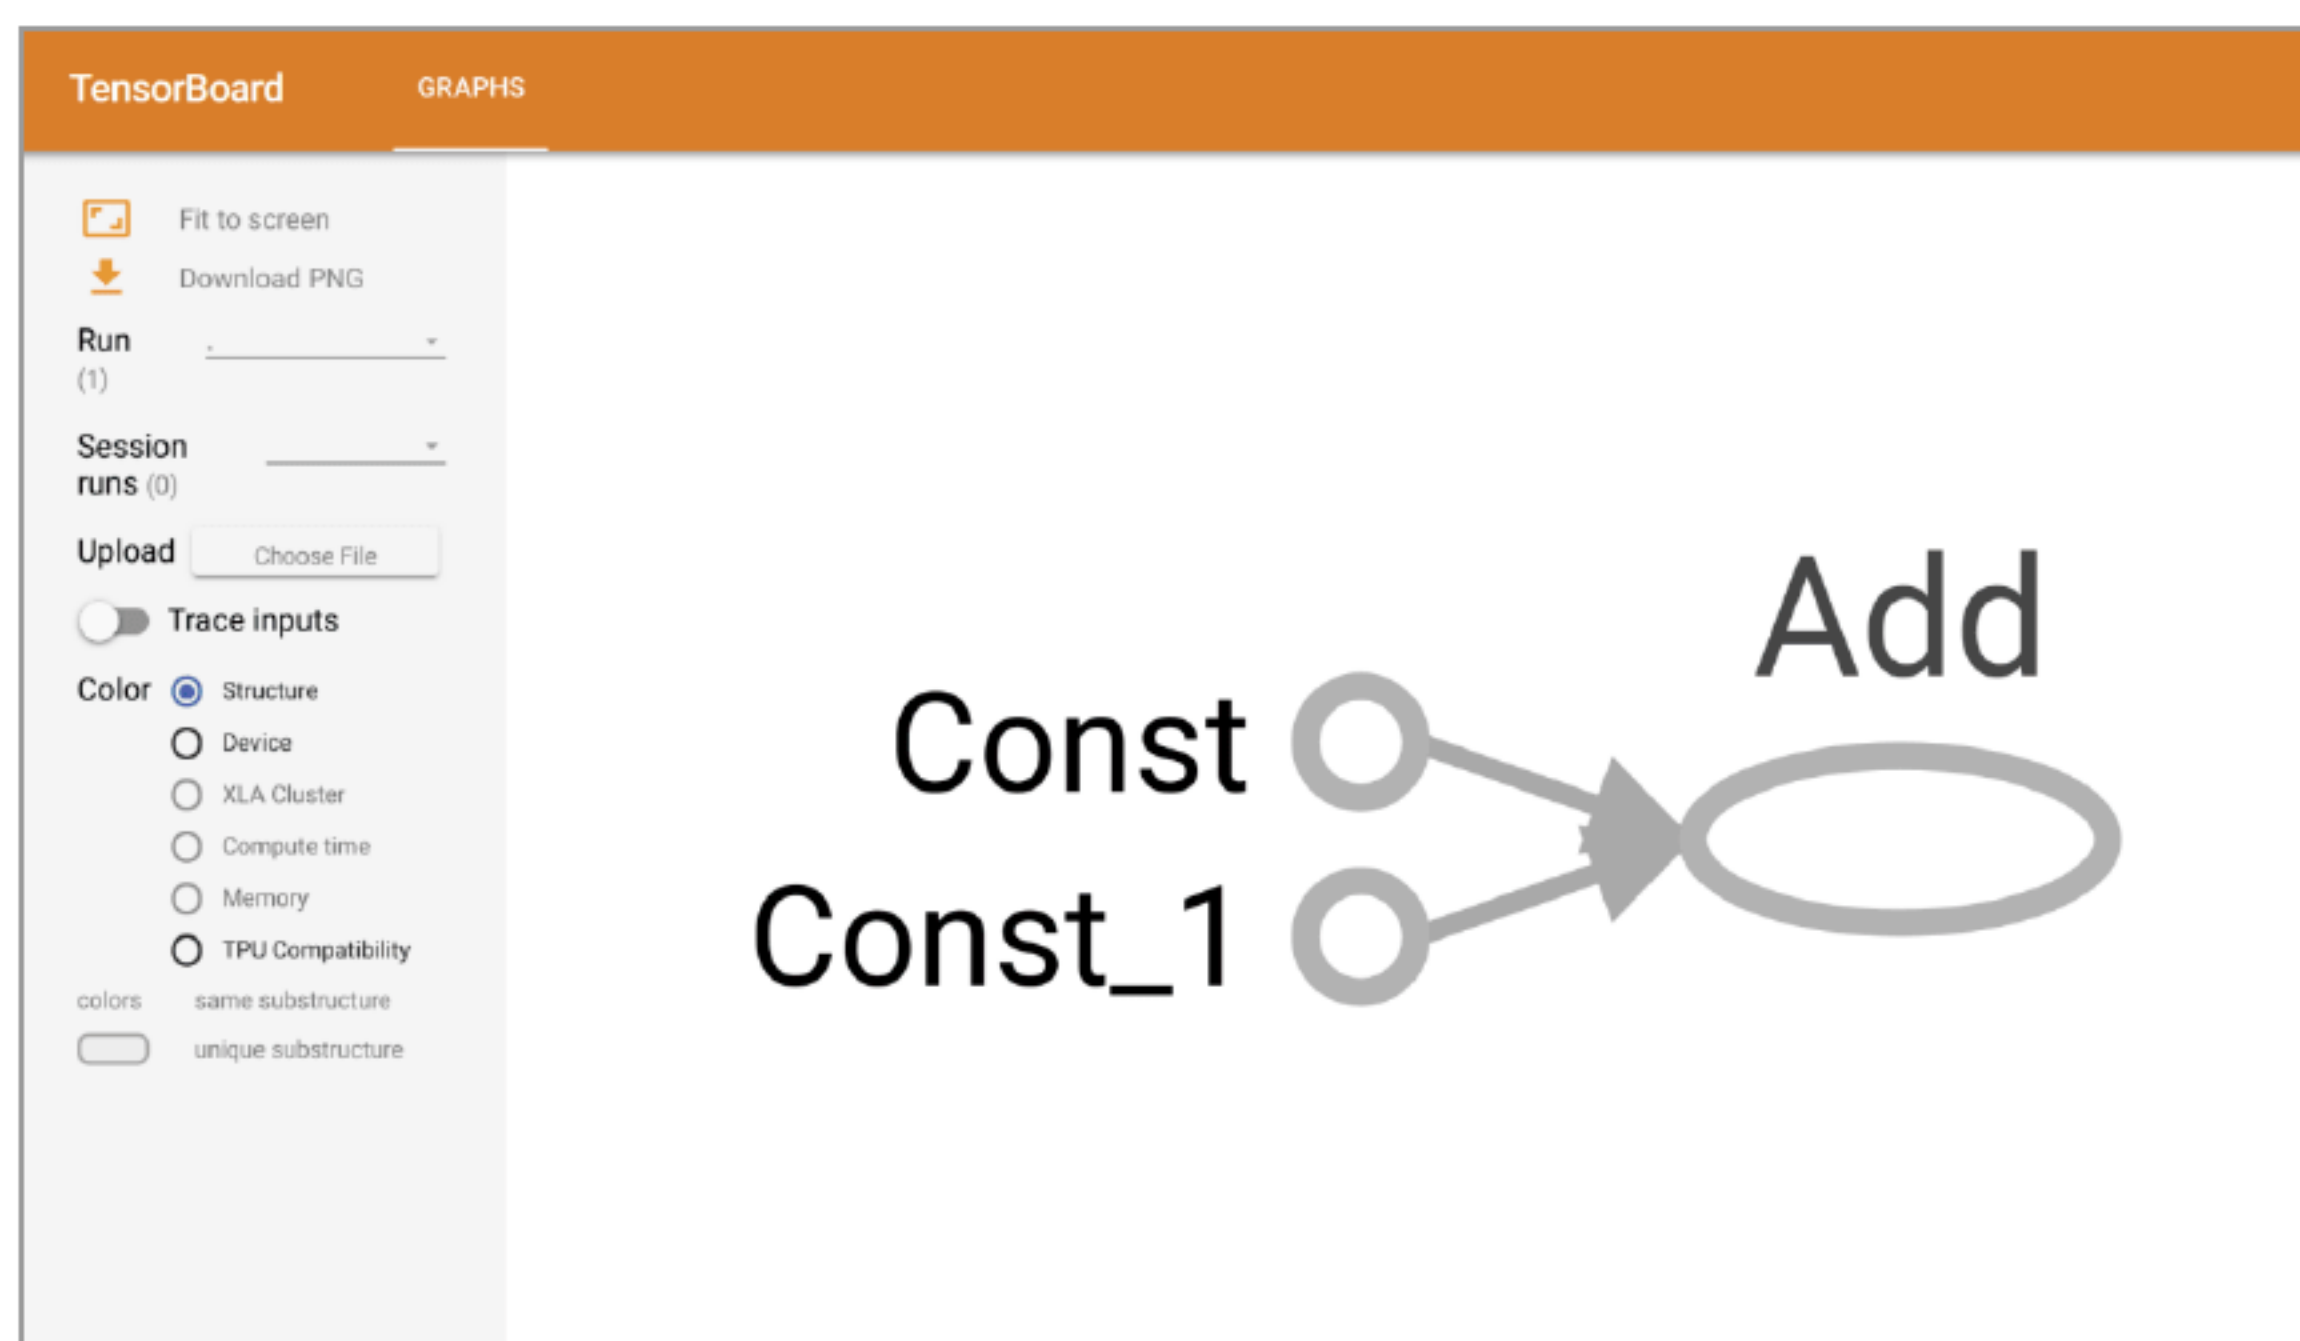 TensorBoard GRAPHS
Fit to screen
Download PNG
Run .
(1)
Session
runs (0)
Upload Choose File
Trace inputs
Color Structure
Device
XLA Cluster
Compute time
Memory
TPU Compatibility
colors same substructure
unique substructure
Add
Const
Const_1